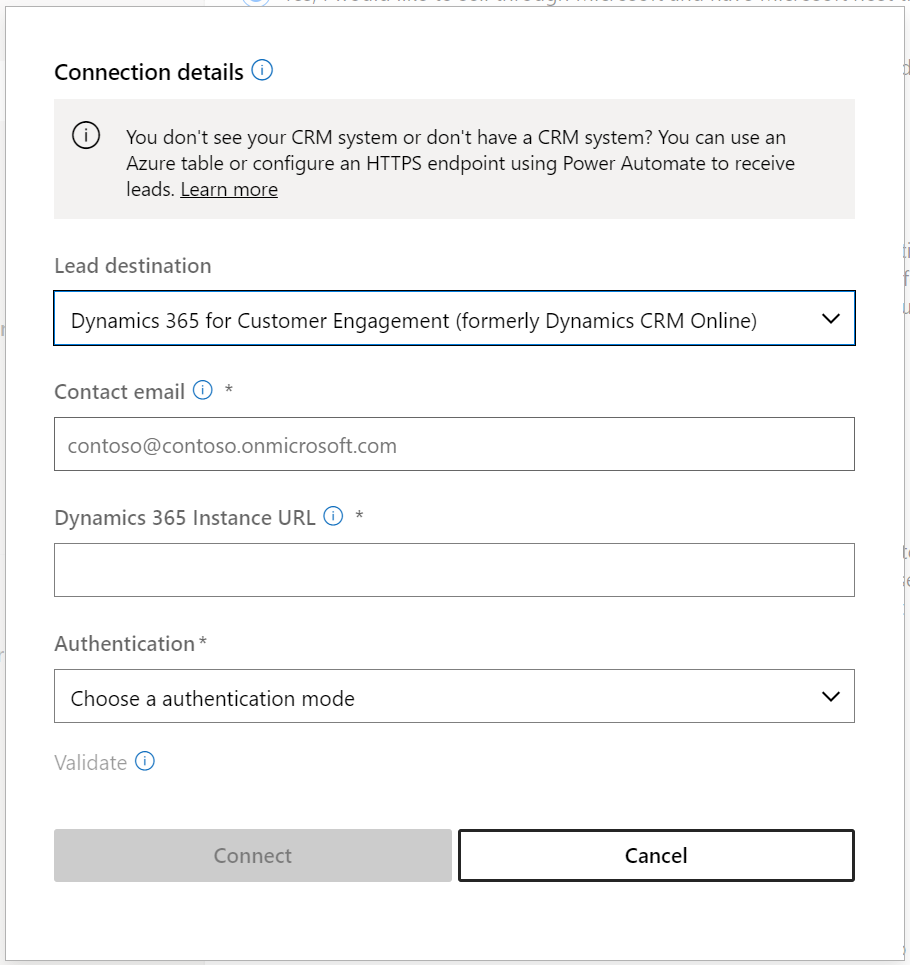 Connection details
You don't see your CRM system or don't have a CRM system? You can use an
Azure table or configure an HTTPS endpoint using Power Automate to receive
leads. Learn more
Lead destination
Dynamics 365 for Customer Engagement (formerly Dynamics CRM Online)
Contact email *
contoso@contoso.onmicrosoft.com
Dynamics 365 Instance URL *
Authentication *
Choose a authentication mode
Validate
Connect
Cancel